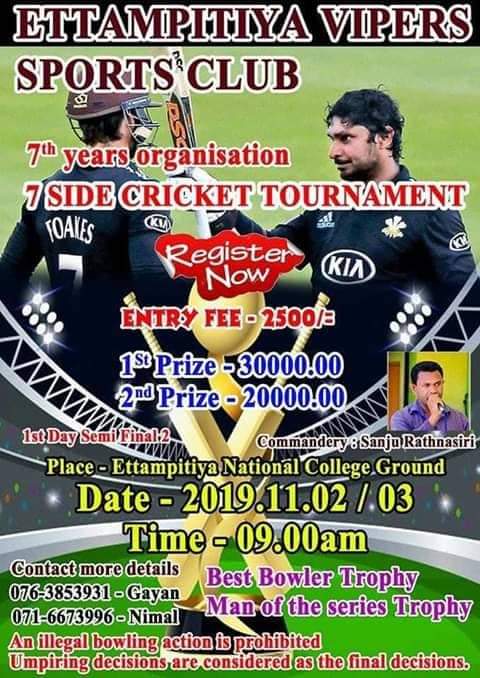 ETTAMPITIYA VIPERS
SPORTS CLUB
7th years organisation
7 SIDE CRICKET TOURNAMENT
FOAKES
7
KIA
KIA
KIA
Register
Now
ENTRY FEE - 2500/=
1St Prize - 30000.00
2nd Prize - 20000.00
1st Day Semi Final 2
Commandery : Sanju Rathnasiri
Place - Ettampitiya National College Ground
Date - 2019.11.02 / 03
Time - 09.00am
Contact more details
076-3853931 - Gayan
071-6673996 - Nimal
Best Bowler Trophy
Man of the series Trophy
An illegal bowling action is prohibited
Umpiring decisions are considered as the final decisions.